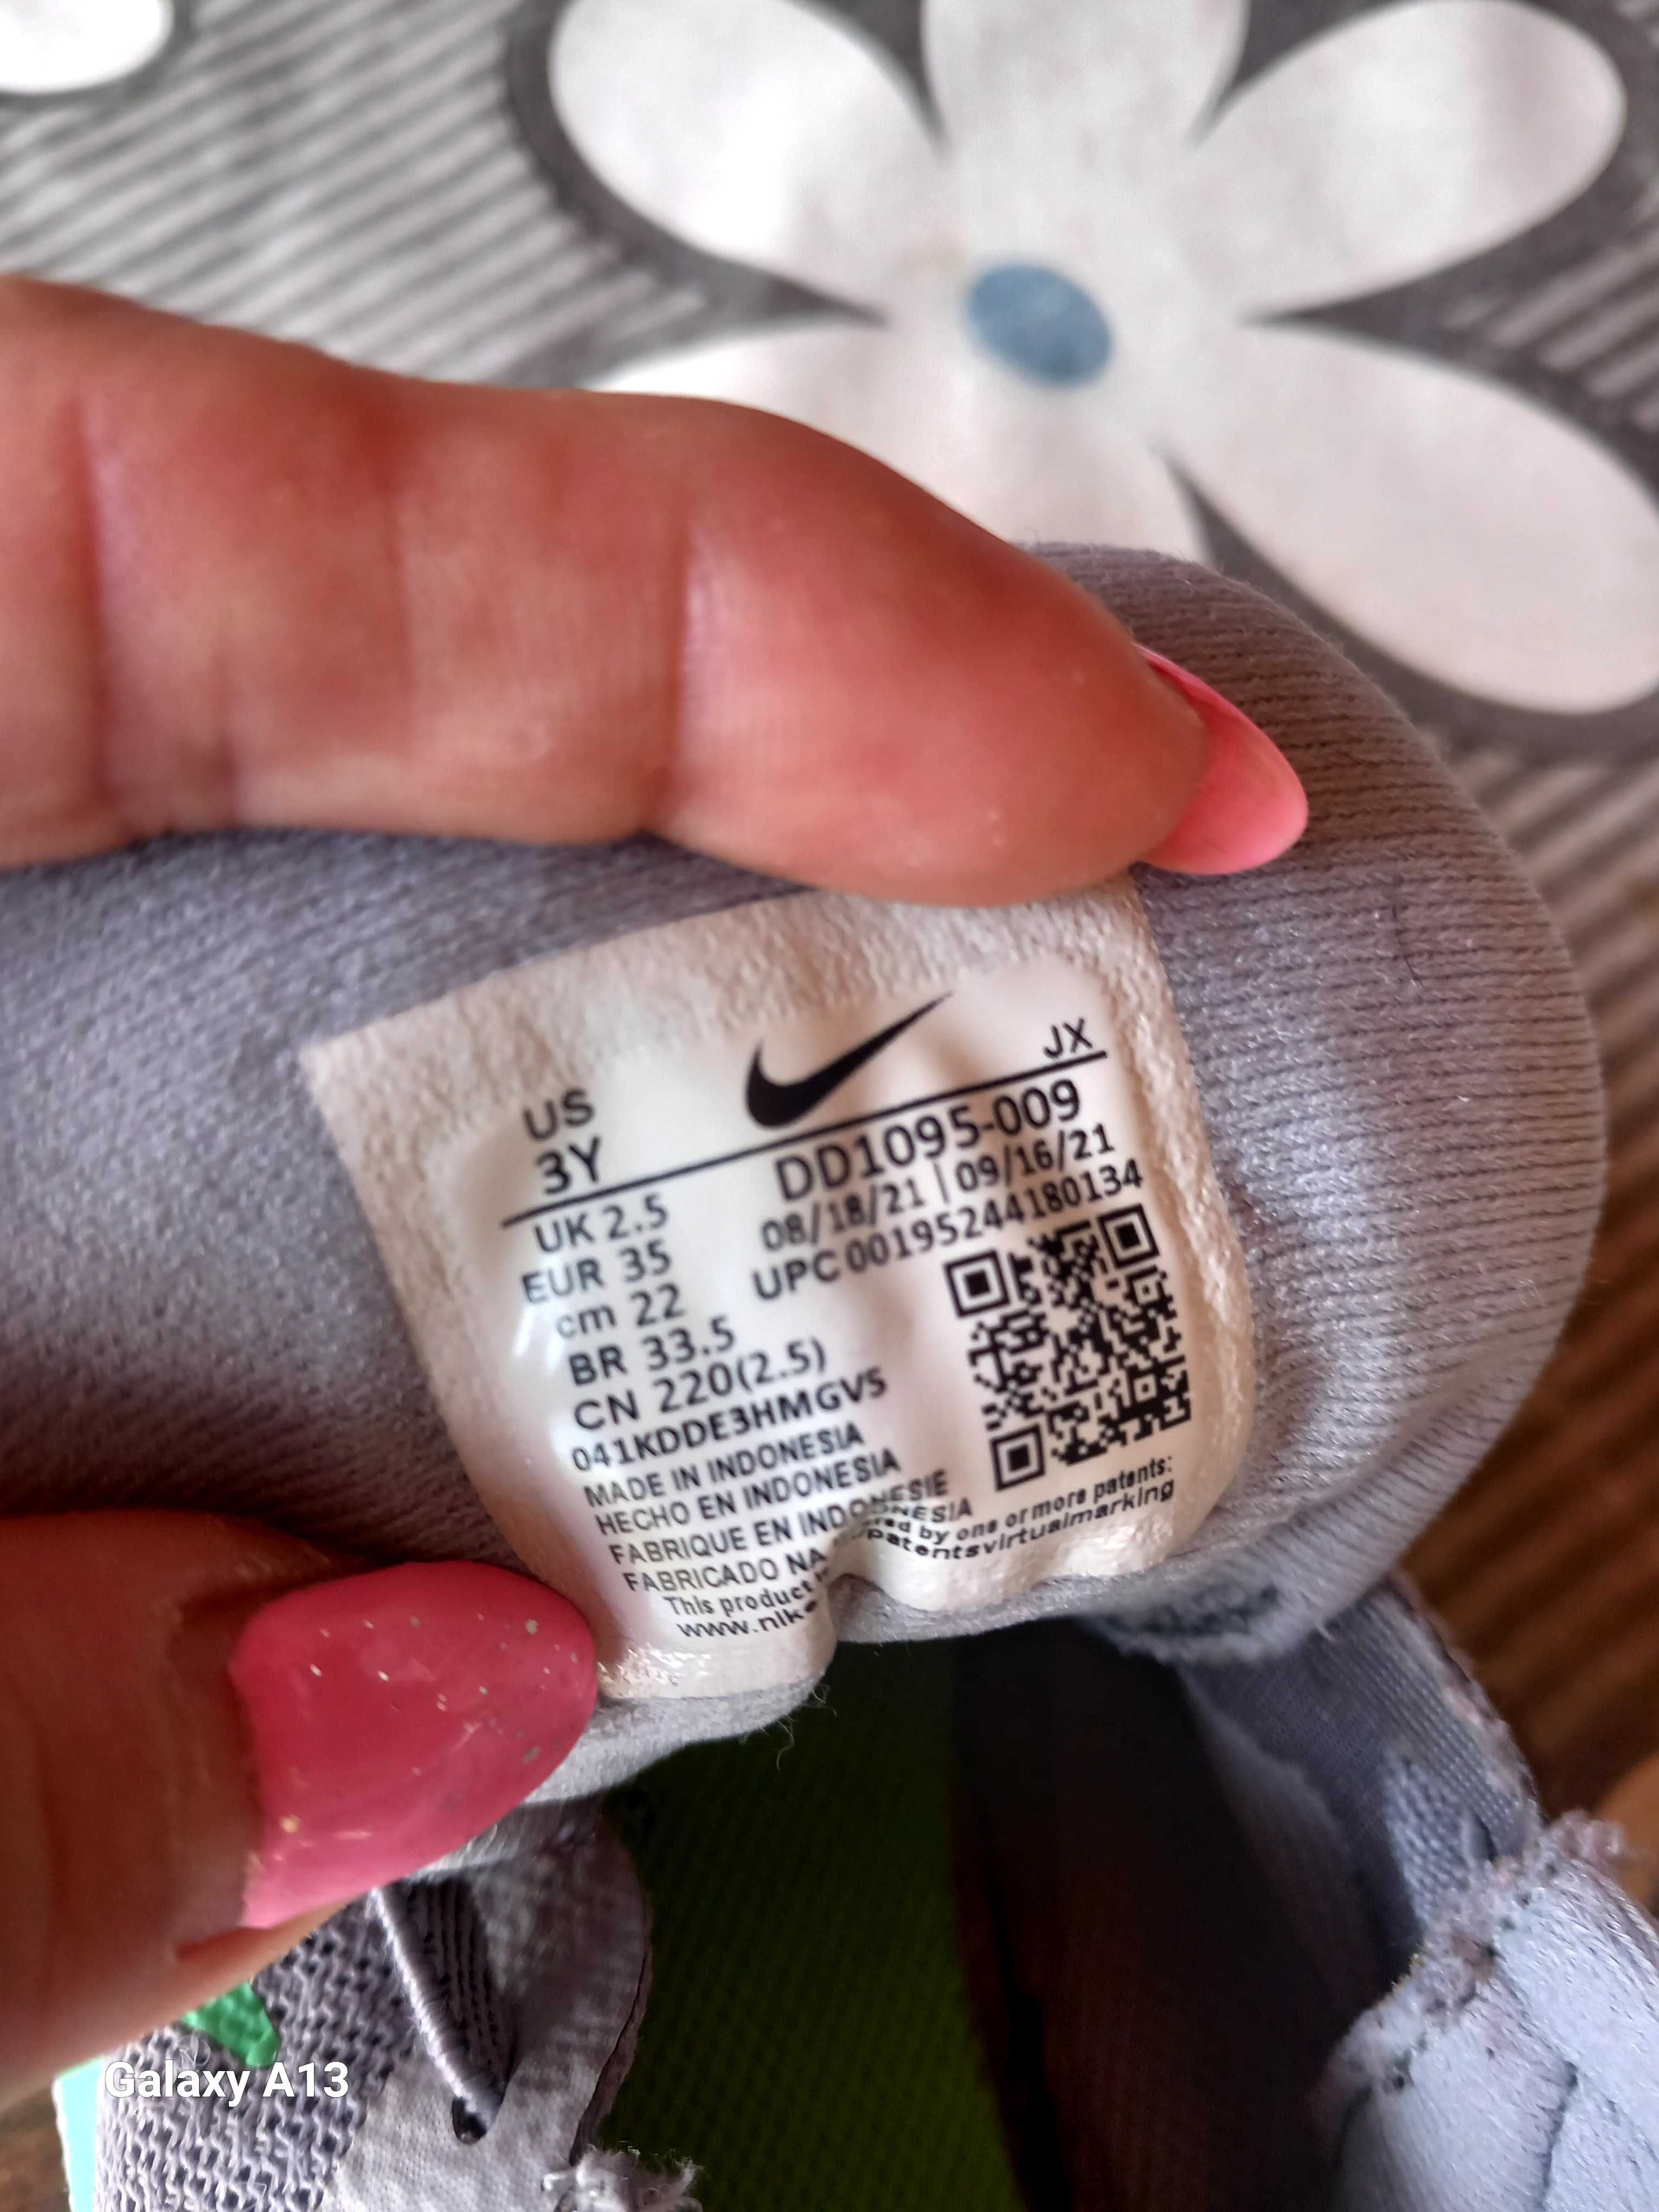 US
3Y
JX
UK 2.5
EUR 35
cm 22
BR 33.5
CN 220(2.5)
DD1095-009
08/18/21 | 09/16/21
UPC 00195244180134
041KDDE3HMGV5
MADE IN INDONESIA
HECHO EN INDONESIA
FABRIQUE EN INDONESIE
FABRICADO NA
This product
by one or more patents:
www.nike
patentsvirtualmarking
Galaxy A13